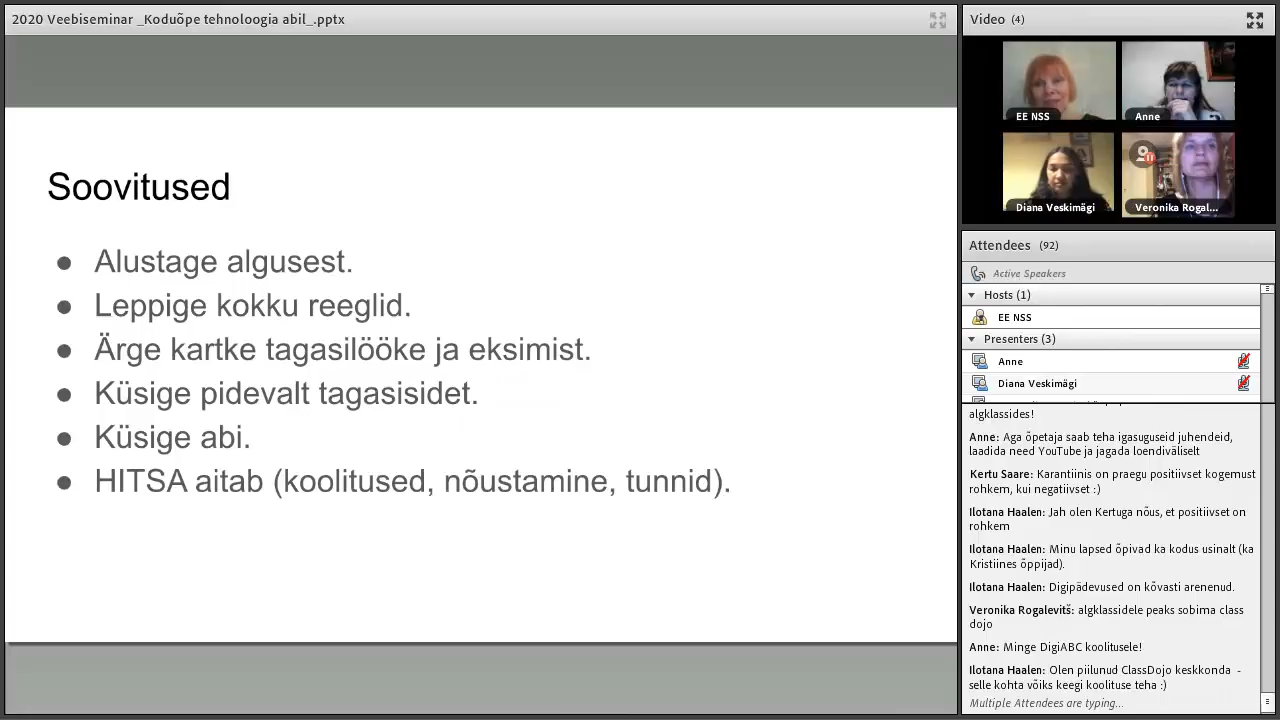 2020 Veebiseminar _Koduõpe tehnoloogia abil_.pptx
Soovitused
● Alustage algusest.
● Leppige kokku reeglid.
● Ärge kartke tagasilööke ja eksimist.
● Küsige pidevalt tagasisidet.
● Küsige abi.
● HITSA aitab (koolitused, nõustamine, tunnid).
Video (4)
EE NSS
Anne
Diana Veskimägi
Veronika Rogal...
Attendees (92)
Active Speakers
Hosts (1)
EE NSS
Presenters (3)
Anne
Diana Veskimägi
algklassides!
Anne: Aga õpetaja saab teha igasuguseid juhendeid,
laadida need YouTube ja jagada loendiväliselt
Kertu Saare: Karantiinis on praegu positiivset kogemust
rohkem, kui negatiivset :)
Ilotana Haalen: Jah olen Kertuga nõus, et positiivset on
rohkem
Ilotana Haalen: Minu lapsed õpivad ka kodus usinalt (ka
Kristiines õppijad).
Ilotana Haalen: Digipädevused on kõvasti arenenud.
Veronika Rogalevitš: algklassidele peaks sobima class
dojo
Anne: Minge DigiABC koolitusele!
Ilotana Haalen: Olen piilunud ClassDojo keskkonda -
selle kohta võiks keegi koolituse teha :)
Multiple Attendees are typing...